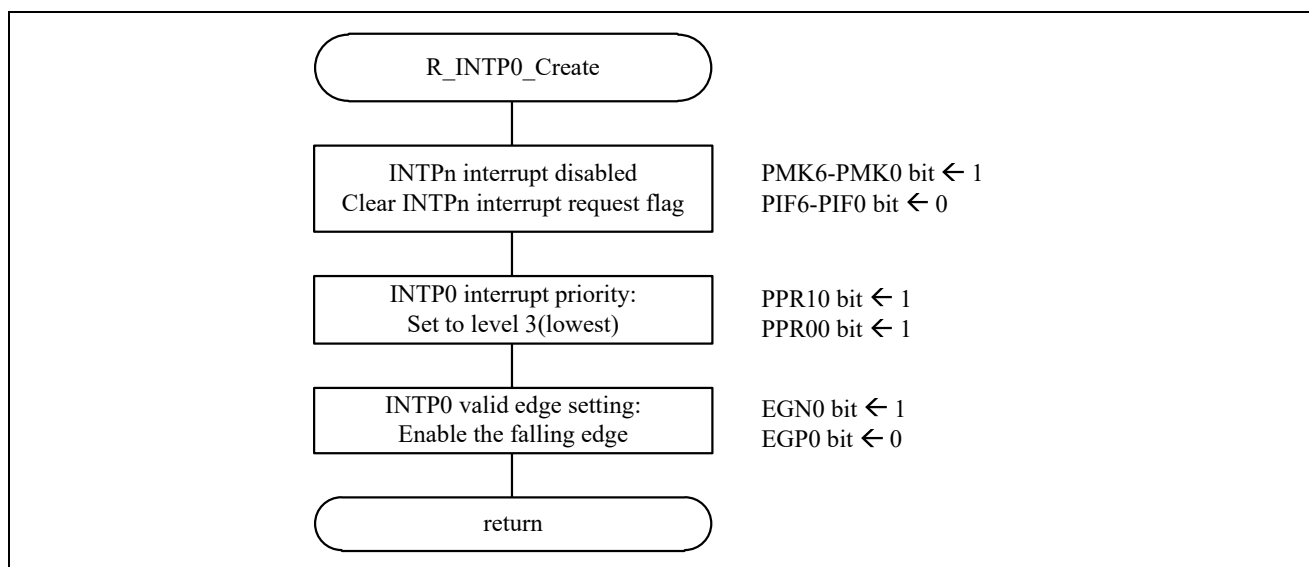 R_INTP0_Create
INTPn interrupt disabled
Clear INTPn interrupt request flag
PMK6-PMK0 bit ← 1
PIF6-PIF0 bit ← 0
INTP0 interrupt priority:
Set to level 3(lowest)
PPR10 bit ← 1
PPR00 bit ← 1
INTP0 valid edge setting:
Enable the falling edge
EGN0 bit ← 1
EGP0 bit ← 0
return